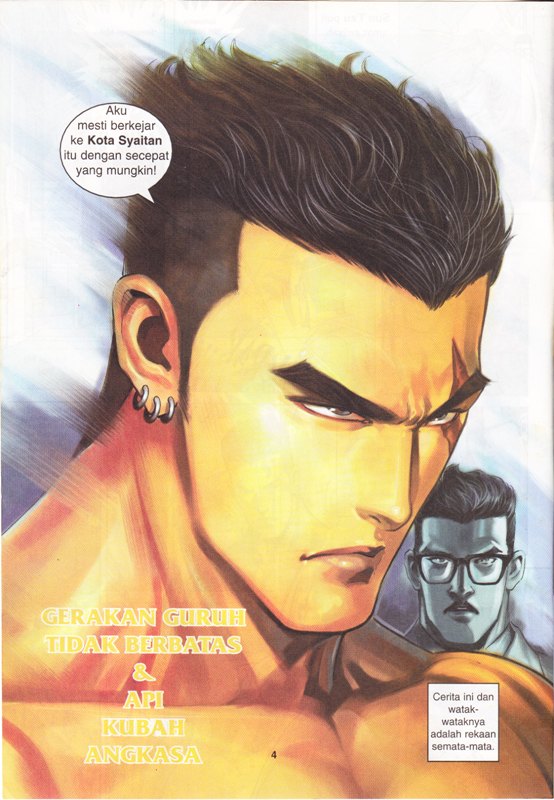 Aku
mesti berkejar
ke Kota Syaitan
itu dengan secepat
yang mungkin!
GERAKAN GURUH
TIDAK BERBATAS
&
API
KUBAH
ANGKASA
Cerita ini dan
watak-
wataknya
adalah rekaan
semata-mata.
4